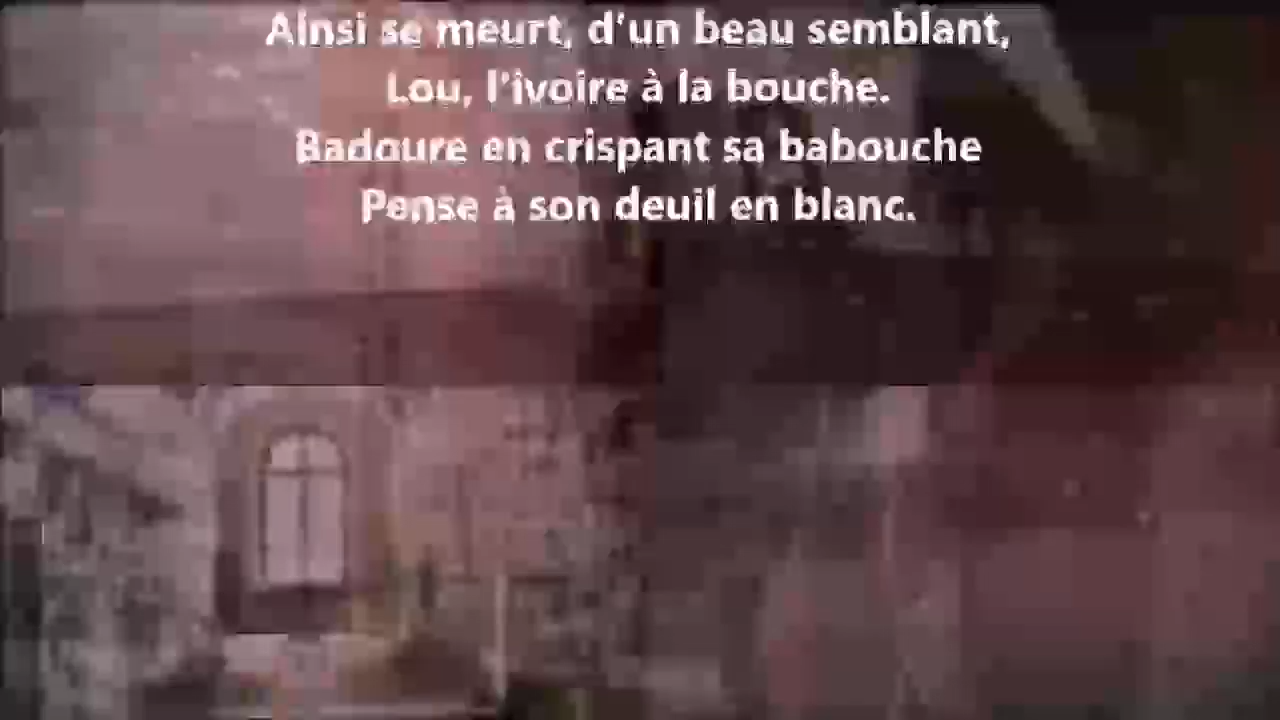 Ainsi se meurt, d'un beau semblant,
Lou, l'ivoire à la bouche.
Badoure en crispant sa babouche
Pense à son deuil en blanc.